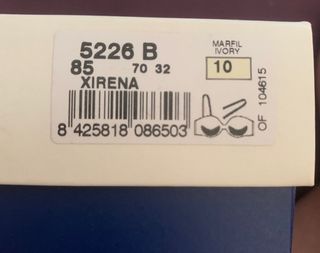 5226 B
85 70 32
XIRENA
MARFIL
IVORY
10
8 425818 086503
OF 104615